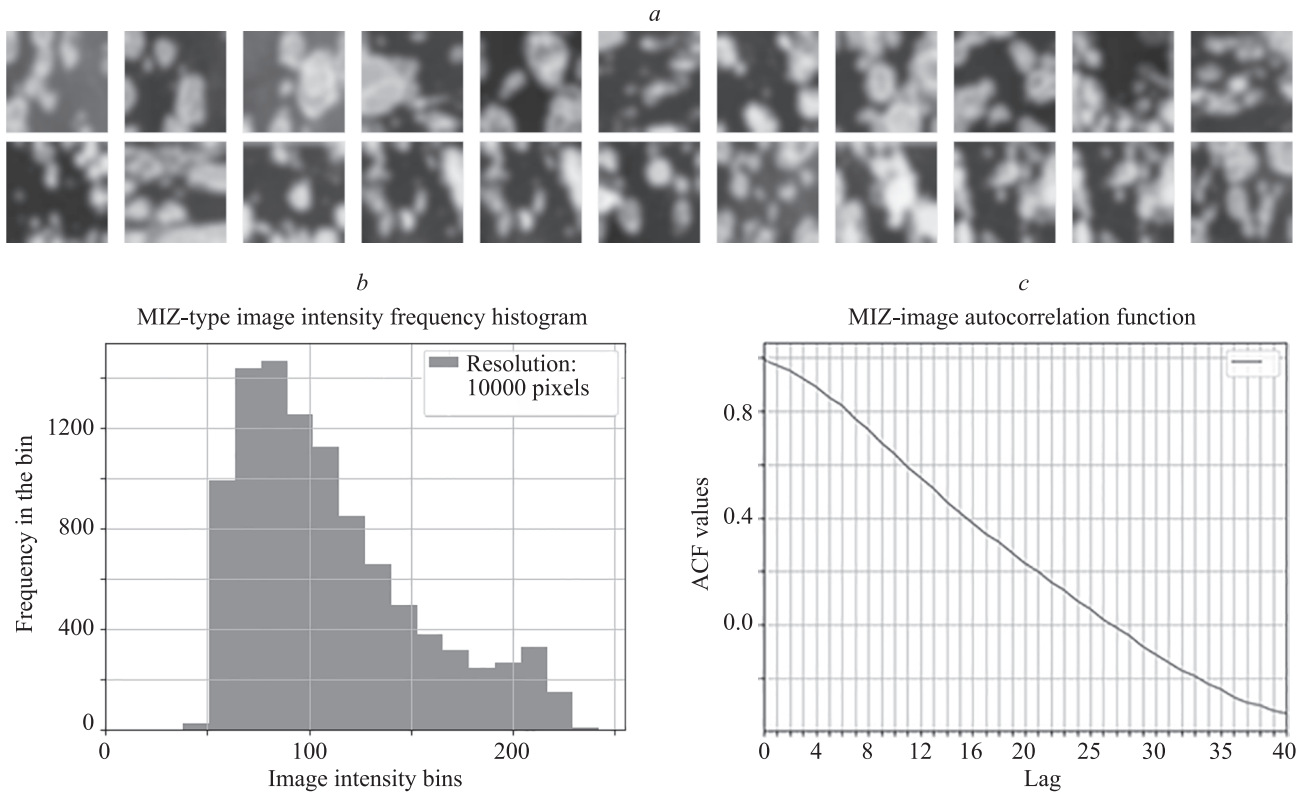 a
b
MIZ-type image intensity frequency histogram
Resolution:
10000 pixels
Frequency in the bin
1200
800
400
0
0 100 200
Image intensity bins
c
MIZ-image autocorrelation function
ACF values
0.8
0.4
0.0
0 4 8 12 16 20 25 30 35 40
Lag